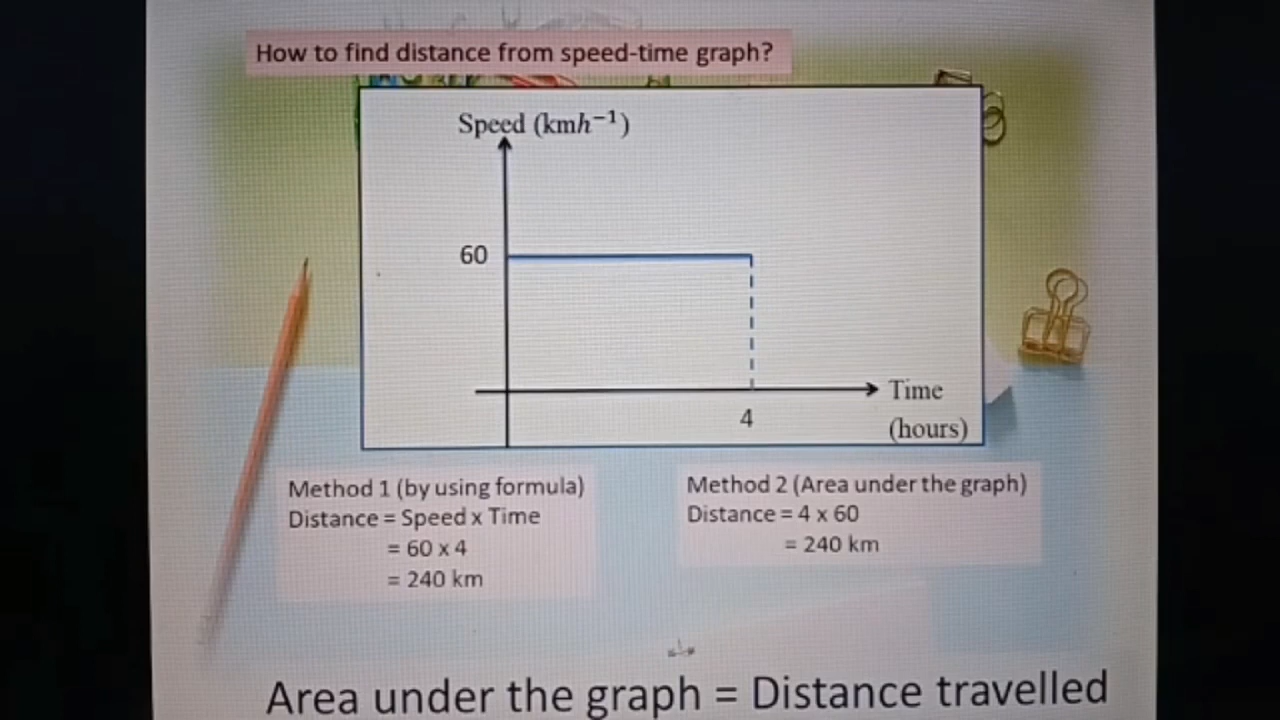 How to find distance from speed-time graph?
Speed (kmh⁻¹)
60
4
Time
(hours)
Method 1 (by using formula)
Distance = Speed x Time
= 60 x 4
= 240 km
Method 2 (Area under the graph)
Distance = 4 x 60
= 240 km
Area under the graph = Distance travelled